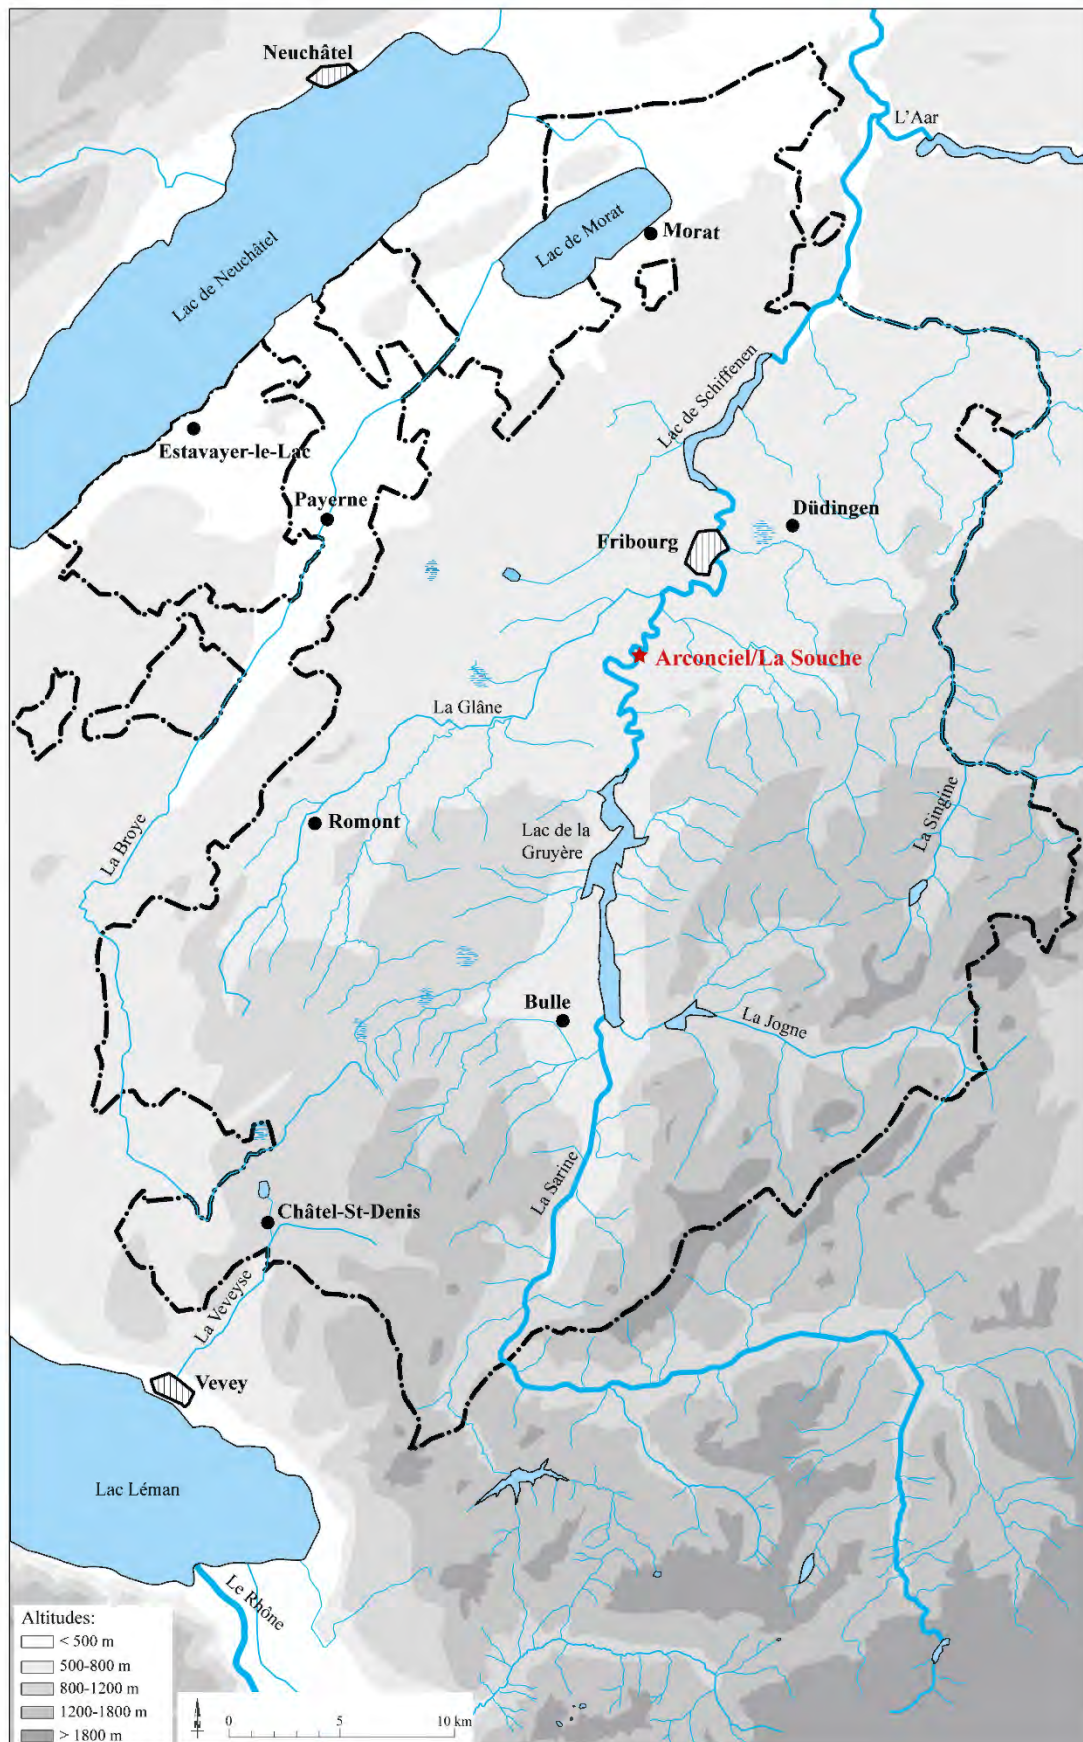 Neuchâtel
L'Aar
Lac de Neuchâtel
Lac de Morat
Morat
Lac de Schiffenen
Estavayer-le-Lac
Payerne
Düdingen
Fribourg
Arconciel/La Souche
La Glâne
La Singine
Romont
La Broye
Lac de la
Gruyère
Bulle
La Jogne
La Sarine
Châtel-St-Denis
La Veveyse
Vevey
Lac Léman
Le Rhône
Altitudes:
< 500 m
500-800 m
800-1200 m
1200-1800 m
> 1800 m
N
0 5 10 km